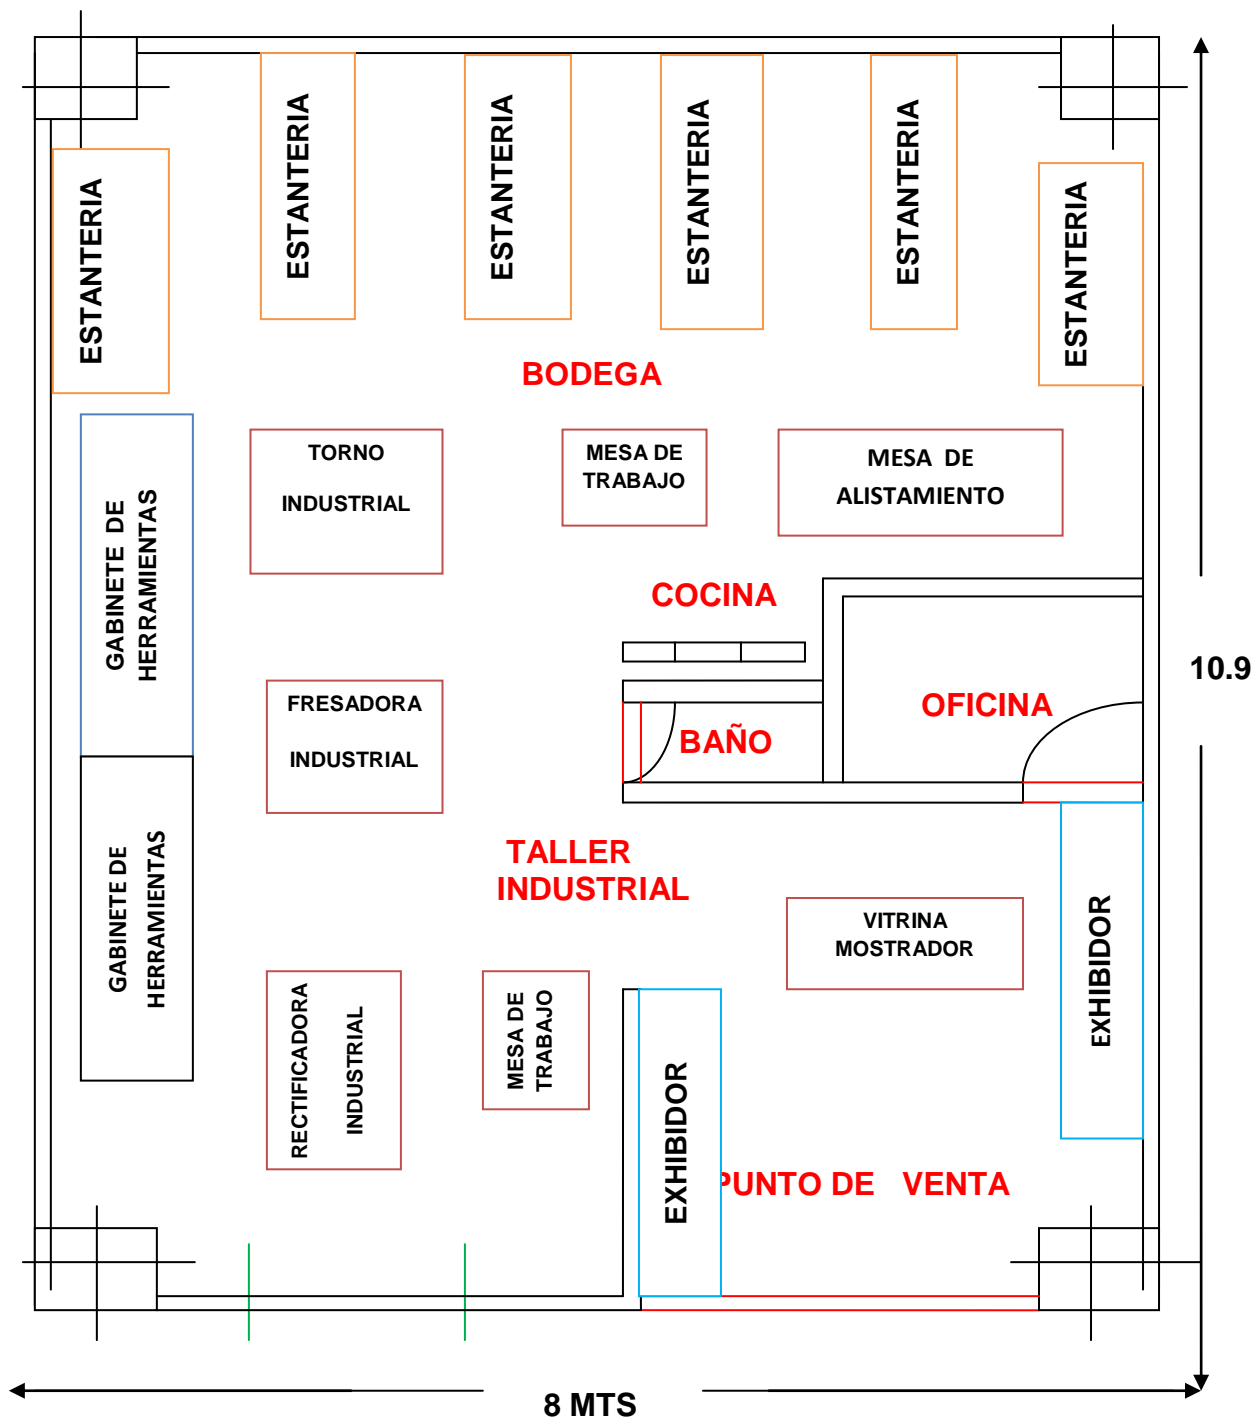 ESTANTERIA
ESTANTERIA
ESTANTERIA
ESTANTERIA
ESTANTERIA
ESTANTERIA
BODEGA
GABINETE DE
HERRAMIENTAS
TORNO
INDUSTRIAL
MESA DE
TRABAJO
MESA DE
ALISTAMIENTO
COCINA
10.9
FRESADORA
INDUSTRIAL
BAÑO
OFICINA
GABINETE DE
HERRAMIENTAS
TALLER
INDUSTRIAL
VITRINA
MOSTRADOR
EXHIBIDOR
RECTIFICADORA
INDUSTRIAL
MESA DE
TRABAJO
EXHIBIDOR
PUNTO DE VENTA
8 MTS